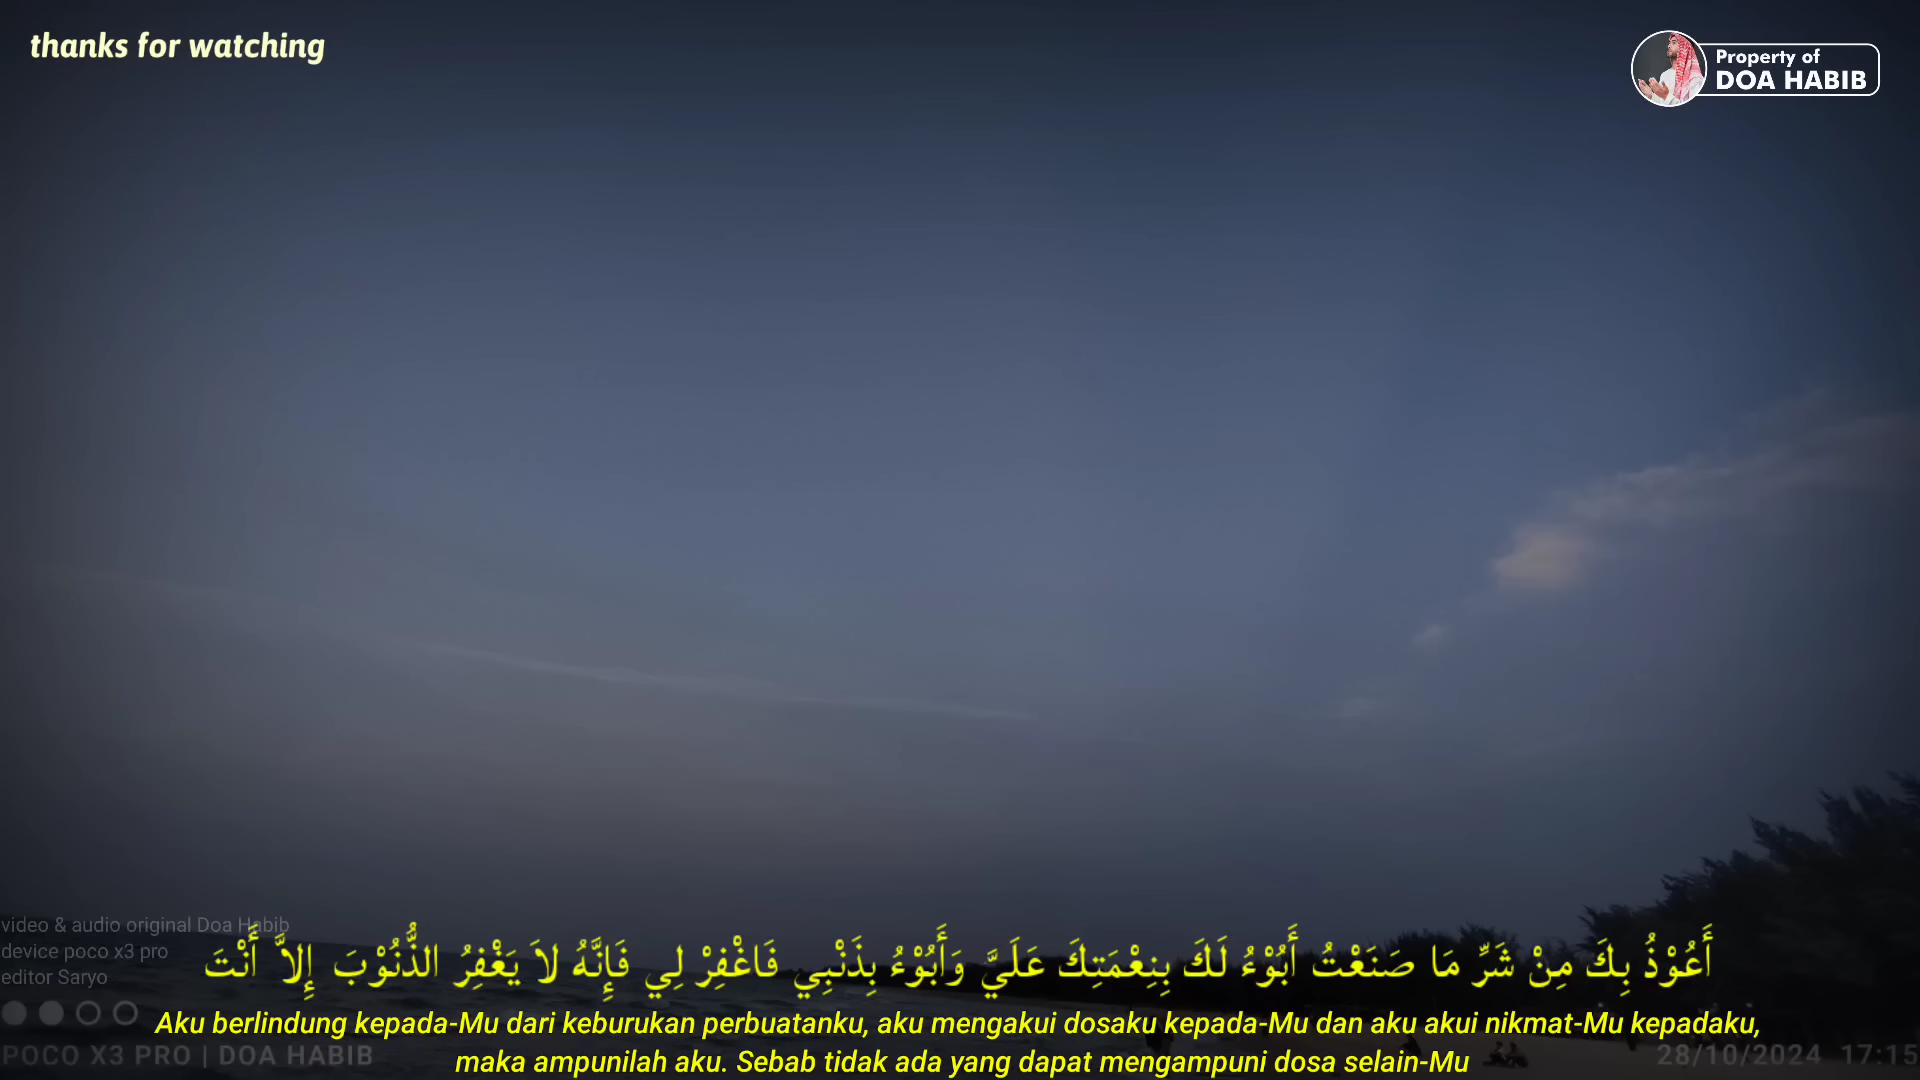 thanks for watching
Property of
DOA HABIB
video & audio original Doa Habib
device poco x3 pro
editor Saryo
أَعُوْذُ بِكَ مِنْ شَرِّ مَا صَنَعْتُ أَبُوْءُ لَكَ بِنِعْمَتِكَ عَلَيَّ وَأَبُوْءُ بِذَنْبِي فَاغْفِرْ لِي فَإِنَّهُ لاَ يَغْفِرُ الذُّنُوْبَ إِلاَّ أَنْتَ
Aku berlindung kepada-Mu dari keburukan perbuatanku, aku mengakui dosaku kepada-Mu dan aku akui nikmat-Mu kepadaku,
maka ampunilah aku. Sebab tidak ada yang dapat mengampuni dosa selain-Mu
POCO X3 PRO | DOA HABIB
28/10/2024 17:15